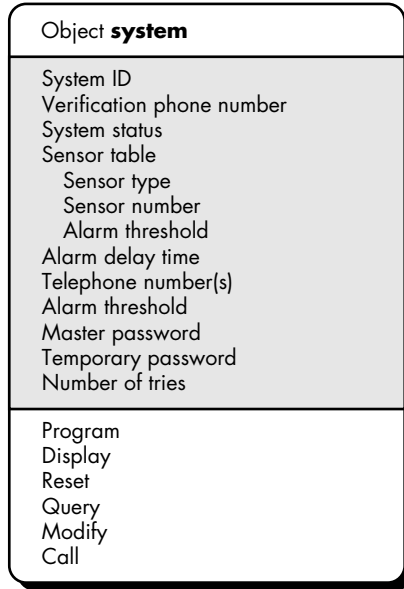 Object system
System ID
Verification phone number
System status
Sensor table
Sensor type
Sensor number
Alarm threshold
Alarm delay time
Telephone number(s)
Alarm threshold
Master password
Temporary password
Number of tries
Program
Display
Reset
Query
Modify
Call